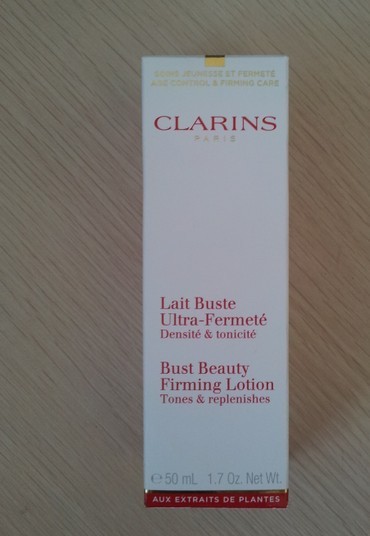 BUSTE JEUNESSE ET FERMETÉ
AGE CONTROL & FIRMING CARE
CLARINS
PARIS
Lait Buste
Ultra-Fermeté
Densité & tonicité
Bust Beauty
Firming Lotion
Tones & replenishes
℮ 50 mL 1.7 Oz. Net Wt.
AUX EXTRAITS DE PLANTES